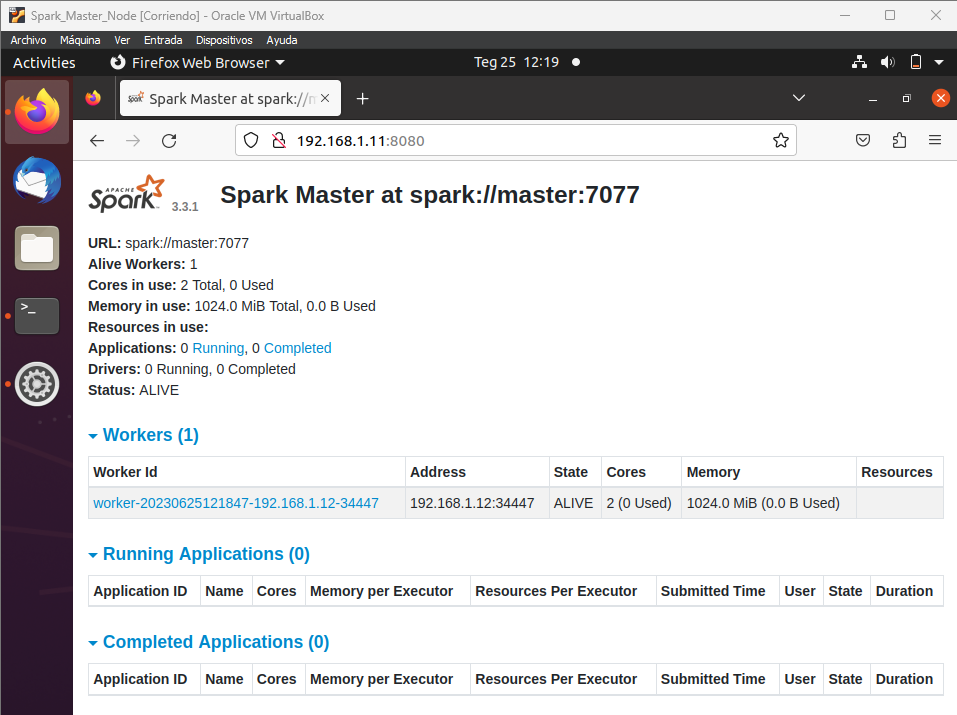 Spark_Master_Node [Corriendo] - Oracle VM VirtualBox
Archivo Máquina Ver Entrada Dispositivos Ayuda
Activities Firefox Web Browser Teg 25 12:19
Spark Master at spark://n
192.168.1.11:8080
APACHE Spark 3.3.1 Spark Master at spark://master:7077
URL: spark://master:7077
Alive Workers: 1
Cores in use: 2 Total, 0 Used
Memory in use: 1024.0 MiB Total, 0.0 B Used
Resources in use:
Applications: 0 Running, 0 Completed
Drivers: 0 Running, 0 Completed
Status: ALIVE
Workers (1)
Worker Id Address State Cores Memory Resources
worker-20230625121847-192.168.1.12-34447 192.168.1.12:34447 ALIVE 2 (0 Used) 1024.0 MiB (0.0 B Used)
Running Applications (0)
Application ID Name Cores Memory per Executor Resources Per Executor Submitted Time User State Duration
Completed Applications (0)
Application ID Name Cores Memory per Executor Resources Per Executor Submitted Time User State Duration